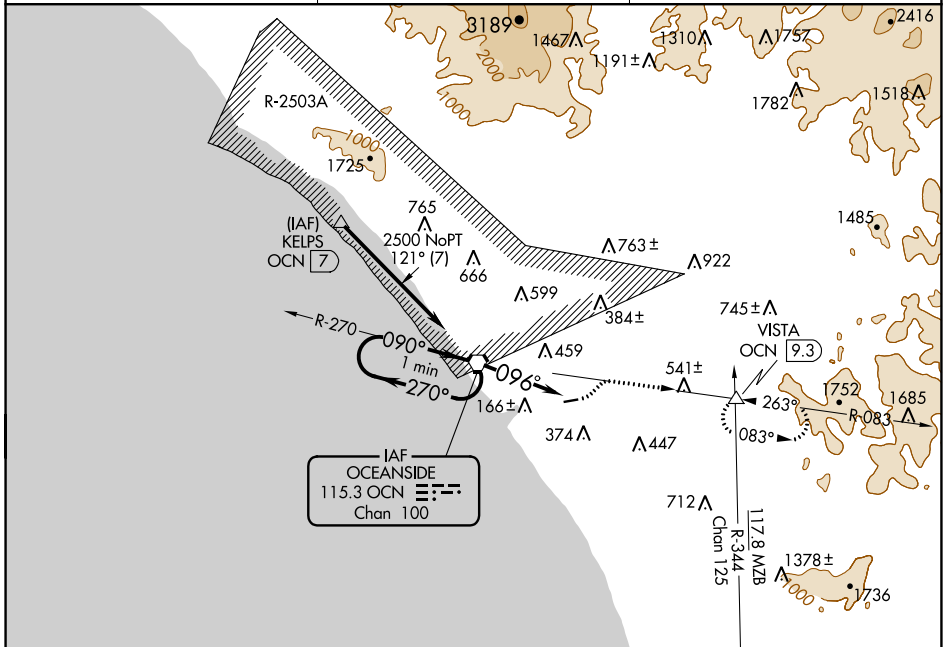 3189
1467
1310
1757
2416
1191±
2000
1000
1782
1518
R-2503A
1000
1725
765
(IAF)
KELPS
OCN 7
2500 NoPT
121° (7)
666
763±
922
1485
599
384±
745±
R-270
090°
1 min
270°
096°
459
541±
VISTA
OCN 9.3
166±
374
447
263°
083°
1752
R-083
1685
IAF
OCEANSIDE
115.3 OCN
Chan 100
712
R-344
117.8 MZB
Chan 125
1378±
1000
1736